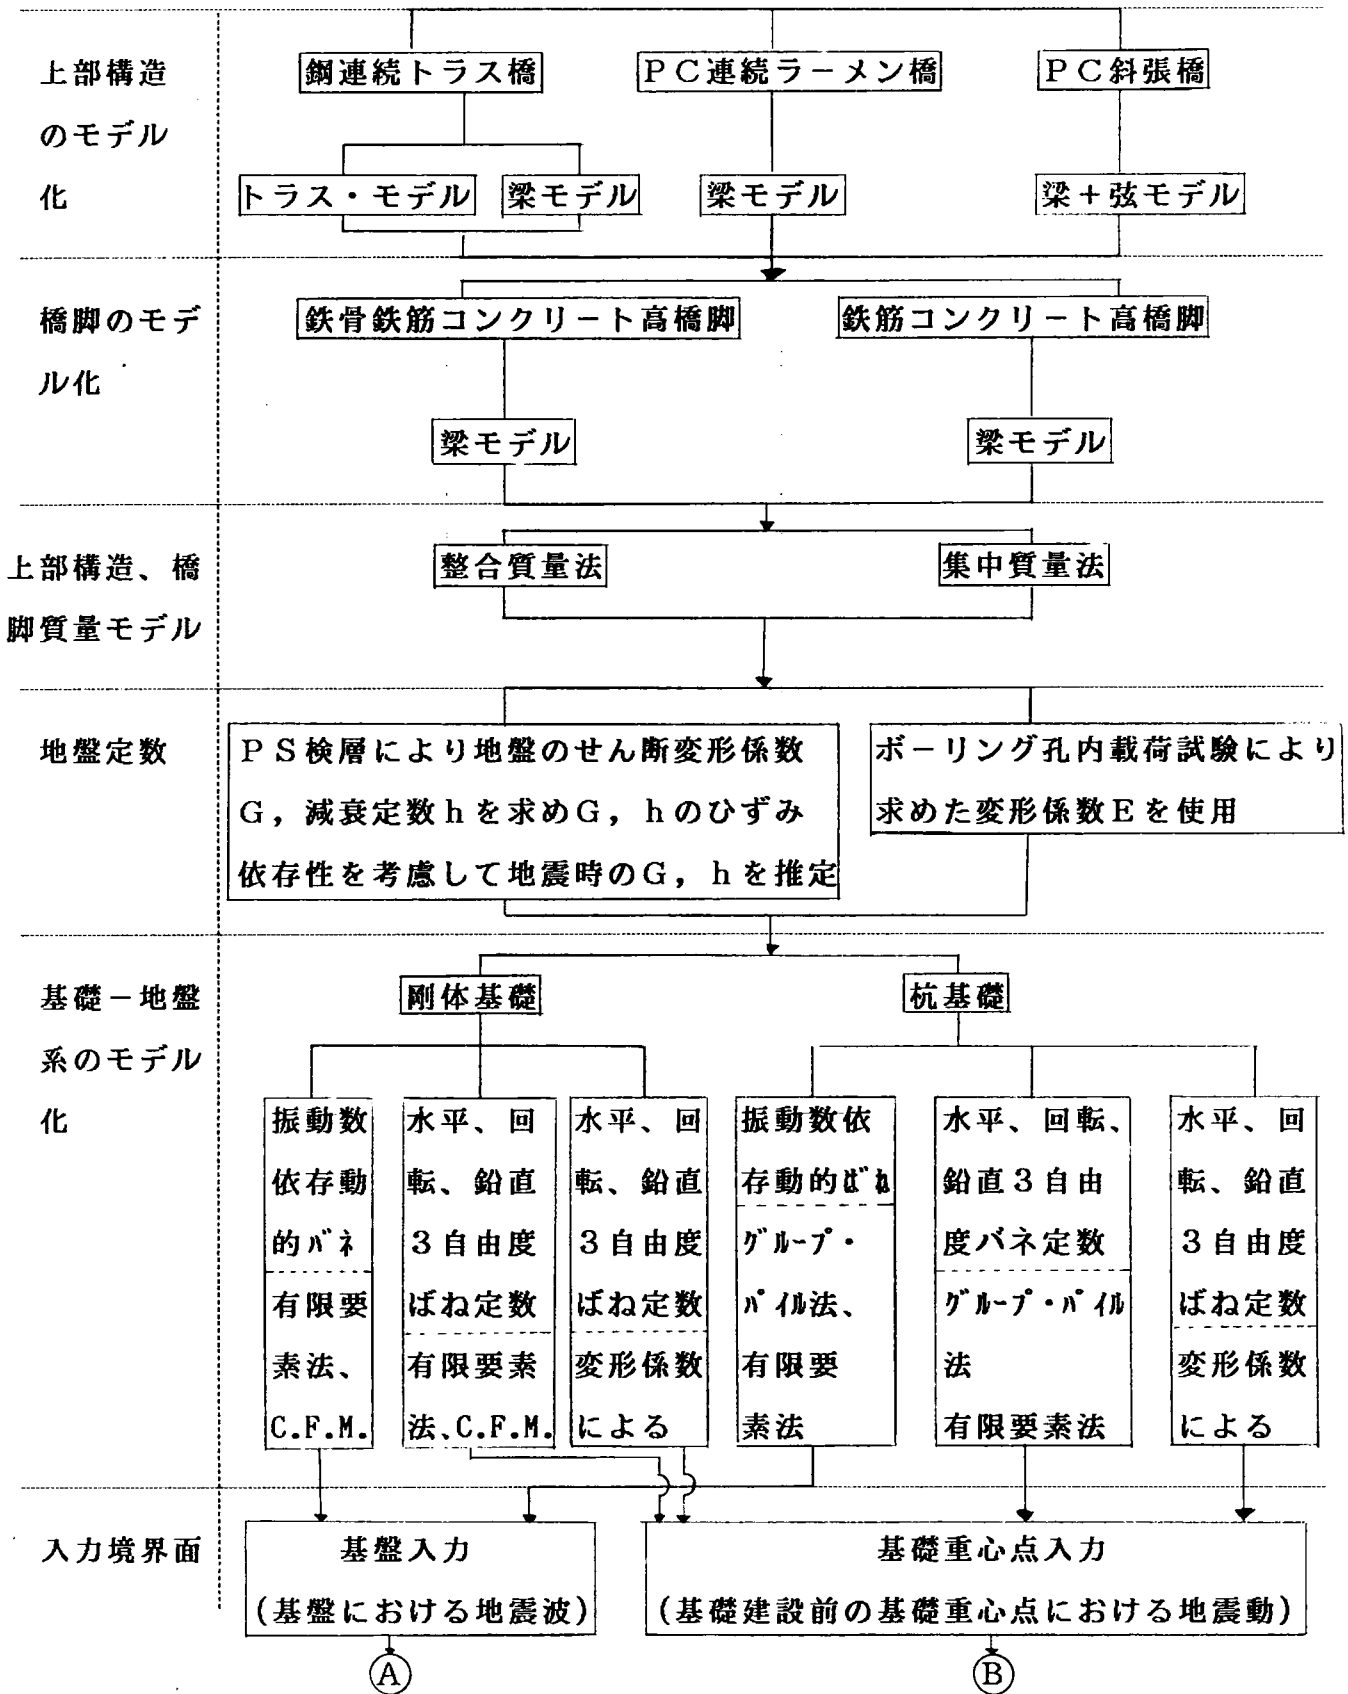 上部構造
のモデル
化
鋼連続トラス橋
PC連続ラーメン橋
PC斜張橋
トラス・モデル
梁モデル
梁モデル
梁+弦モデル
橋脚のモデ
ル化
鉄骨鉄筋コンクリート高橋脚
鉄筋コンクリート高橋脚
梁モデル
梁モデル
上部構造、橋
脚質量モデル
整合質量法
集中質量法
地盤定数
PS検層により地盤のせん断変形係数
G,減衰定数hを求めG,hのひずみ
依存性を考慮して地震時のG,hを推定
ボーリング孔内載荷試験により
求めた変形係数Eを使用
基礎-地盤
系のモデル
化
剛体基礎
杭基礎
振動数
依存動
的バネ
有限要
素法、
C.F.M.
水平、回
転、鉛直
3自由度
ばね定数
有限要素
法、C.F.M.
水平、回
転、鉛直
3自由度
ばね定数
変形係数
による
振動数依
存動的ばね
グループ・
パイル法、
有限要
素法
水平、回転、
鉛直3自由
度バネ定数
グループ・パイル
法
有限要素法
水平、回
転、鉛直
3自由度
ばね定数
変形係数
による
入力境界面
基盤入力
(基盤における地震波)
基礎重心点入力
(基礎建設前の基礎重心点における地震動)
A
B